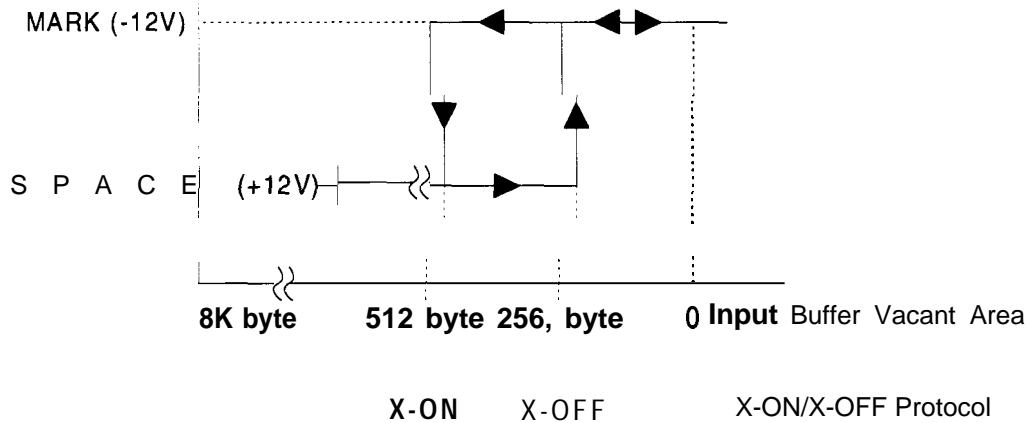 MARK (-12V)
S P A C E (+12V)
8K byte 512 byte 256, byte 0 Input Buffer Vacant Area
X-ON X-OFF X-ON/X-OFF Protocol